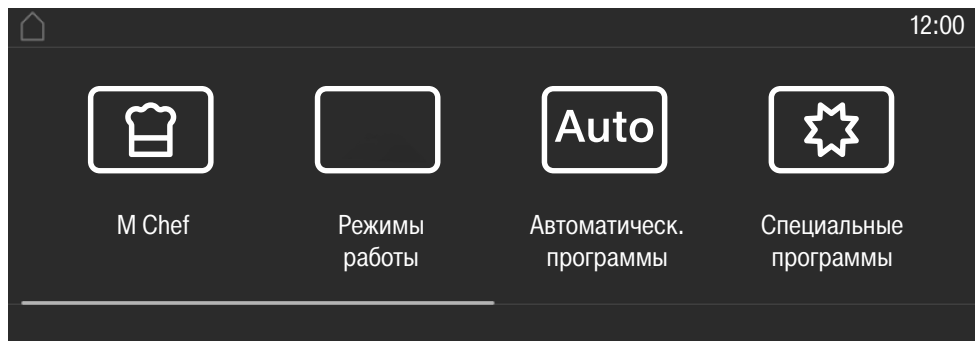 12:00
Auto
M Chef
Режимы
работы
Автоматическ.
программы
Специальные
программы